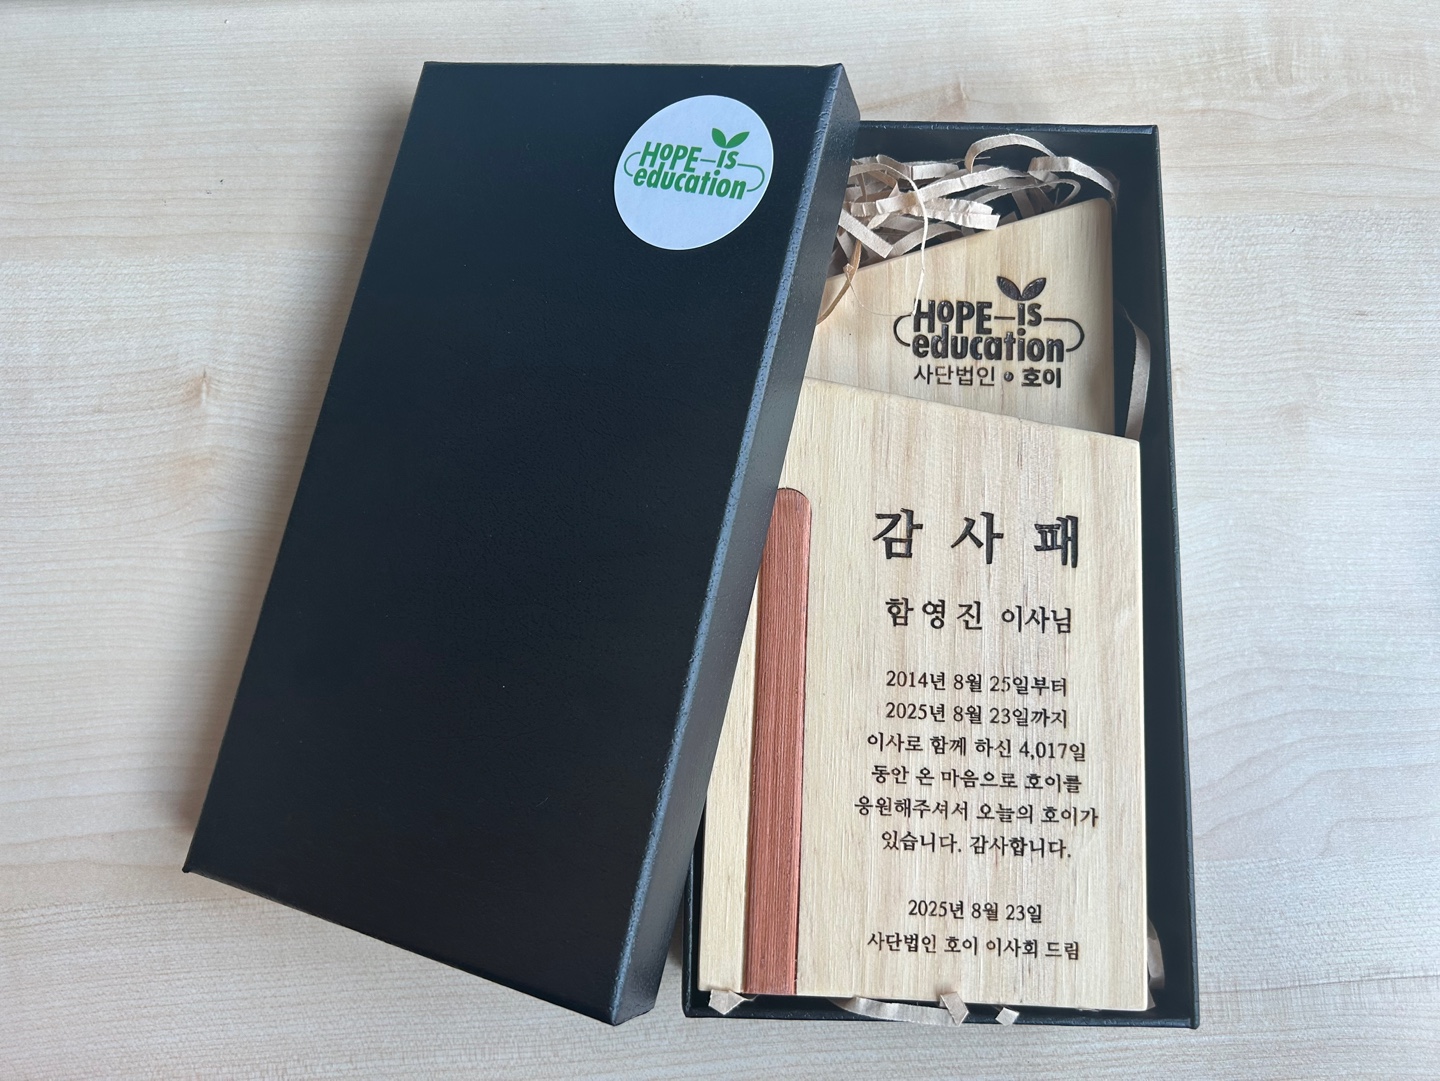 HOPE is
education
HOPE is
education
사단법인 호이
감사패
함영진 이사님
2014년 8월 25일부터
2025년 8월 23일까지
이사로 함께 하신 4,017일
동안 온 마음으로 호이를
응원해주셔서 오늘의 호이가
있습니다. 감사합니다.
2025년 8월 23일
사단법인 호이 이사회 드림